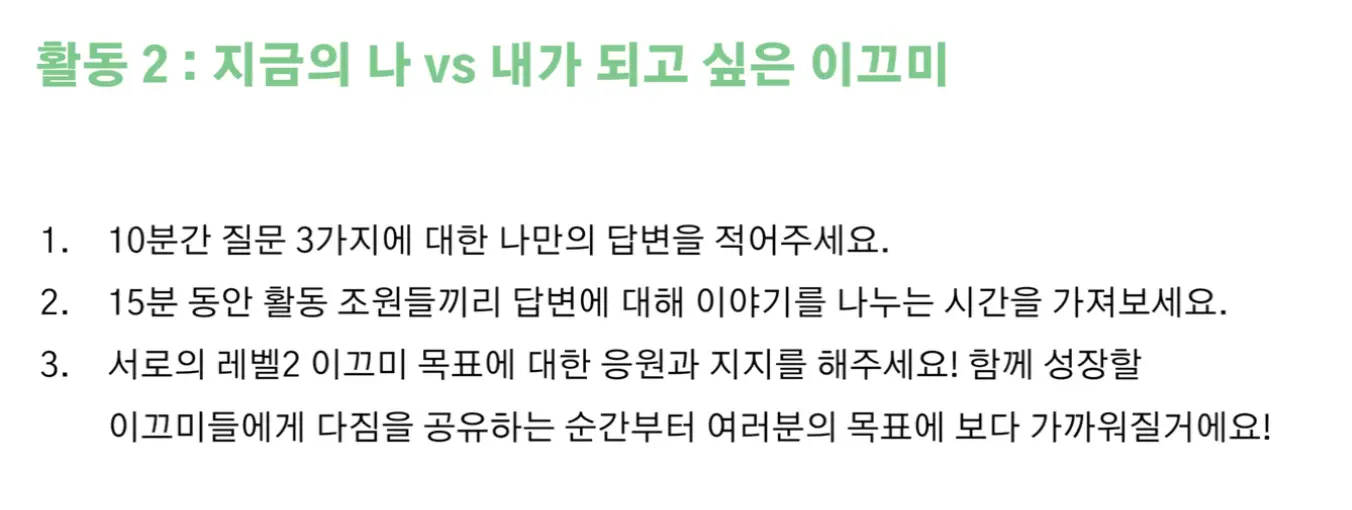 활동 2 : 지금의 나 vs 내가 되고 싶은 이끄미
1. 10분간 질문 3가지에 대한 나만의 답변을 적어주세요.
2. 15분 동안 활동 조원들끼리 답변에 대해 이야기를 나누는 시간을 가져보세요.
3. 서로의 레벨2 이끄미 목표에 대한 응원과 지지를 해주세요! 함께 성장할
이끄미들에게 다짐을 공유하는 순간부터 여러분의 목표에 보다 가까워질거에요!